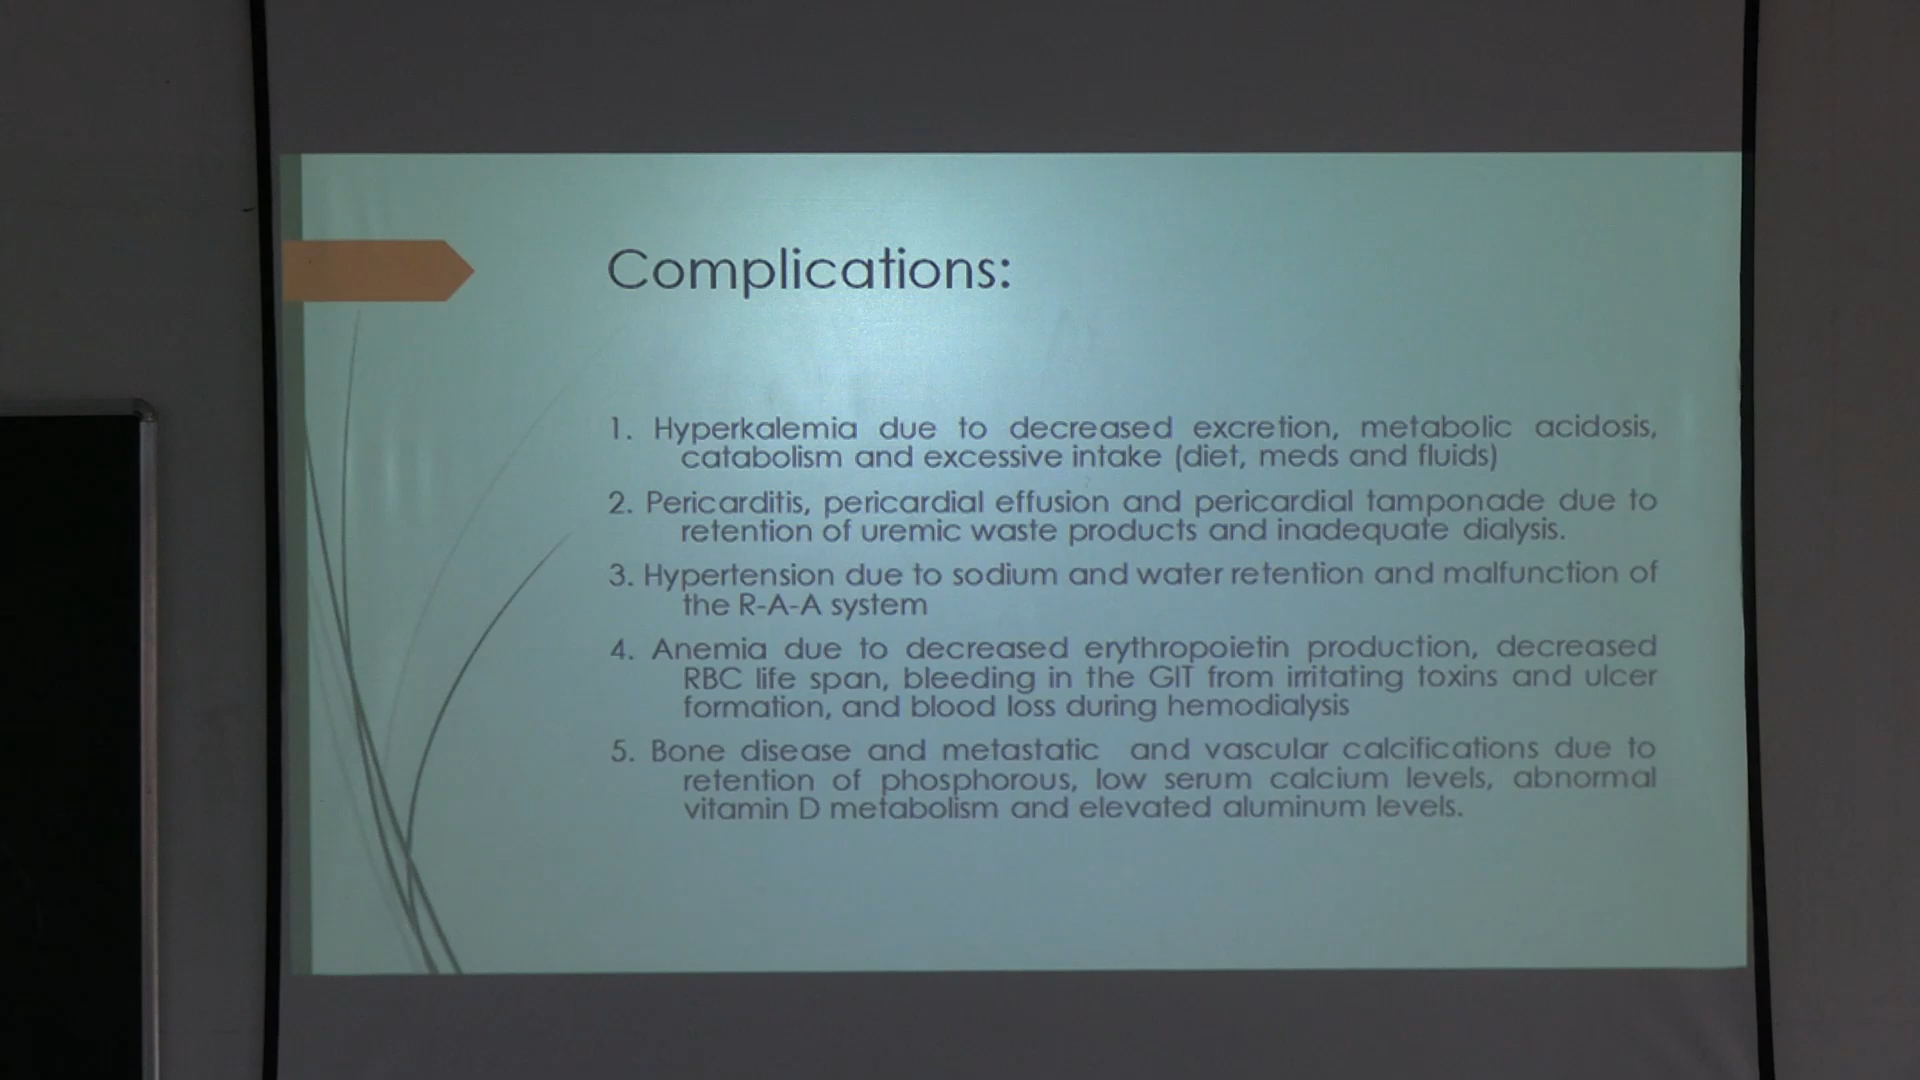 Complications:
1. Hyperkalemia due to decreased excretion, metabolic acidosis,
catabolism and excessive intake (diet, meds and fluids)
2. Pericarditis, pericardial effusion and pericardial tamponade due to
retention of uremic waste products and inadequate dialysis.
3. Hypertension due to sodium and water retention and malfunction of
the R-A-A system
4. Anemia due to decreased erythropoietin production, decreased
RBC life span, bleeding in the GIT from irritating toxins and ulcer
formation, and blood loss during hemodialysis
5. Bone disease and metastatic and vascular calcifications due to
retention of phosphorous, low serum calcium levels, abnormal
vitamin D metabolism and elevated aluminum levels.